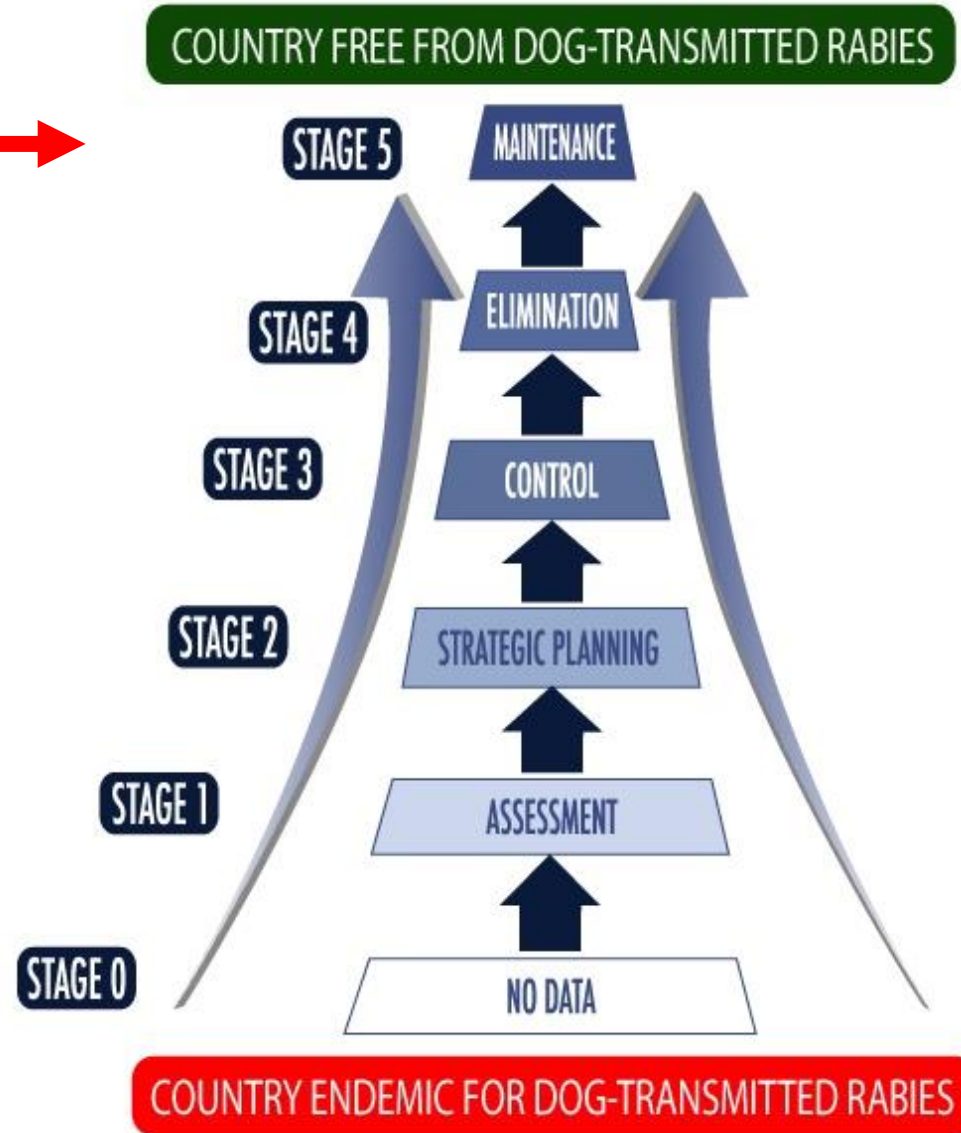 COUNTRY FREE FROM DOG-TRANSMITTED RABIES
STAGE 5
MAINTENANCE
STAGE 4
ELIMINATION
STAGE 3
CONTROL
STAGE 2
STRATEGIC PLANNING
STAGE 1
ASSESSMENT
STAGE 0
NO DATA
COUNTRY ENDEMIC FOR DOG-TRANSMITTED RABIES